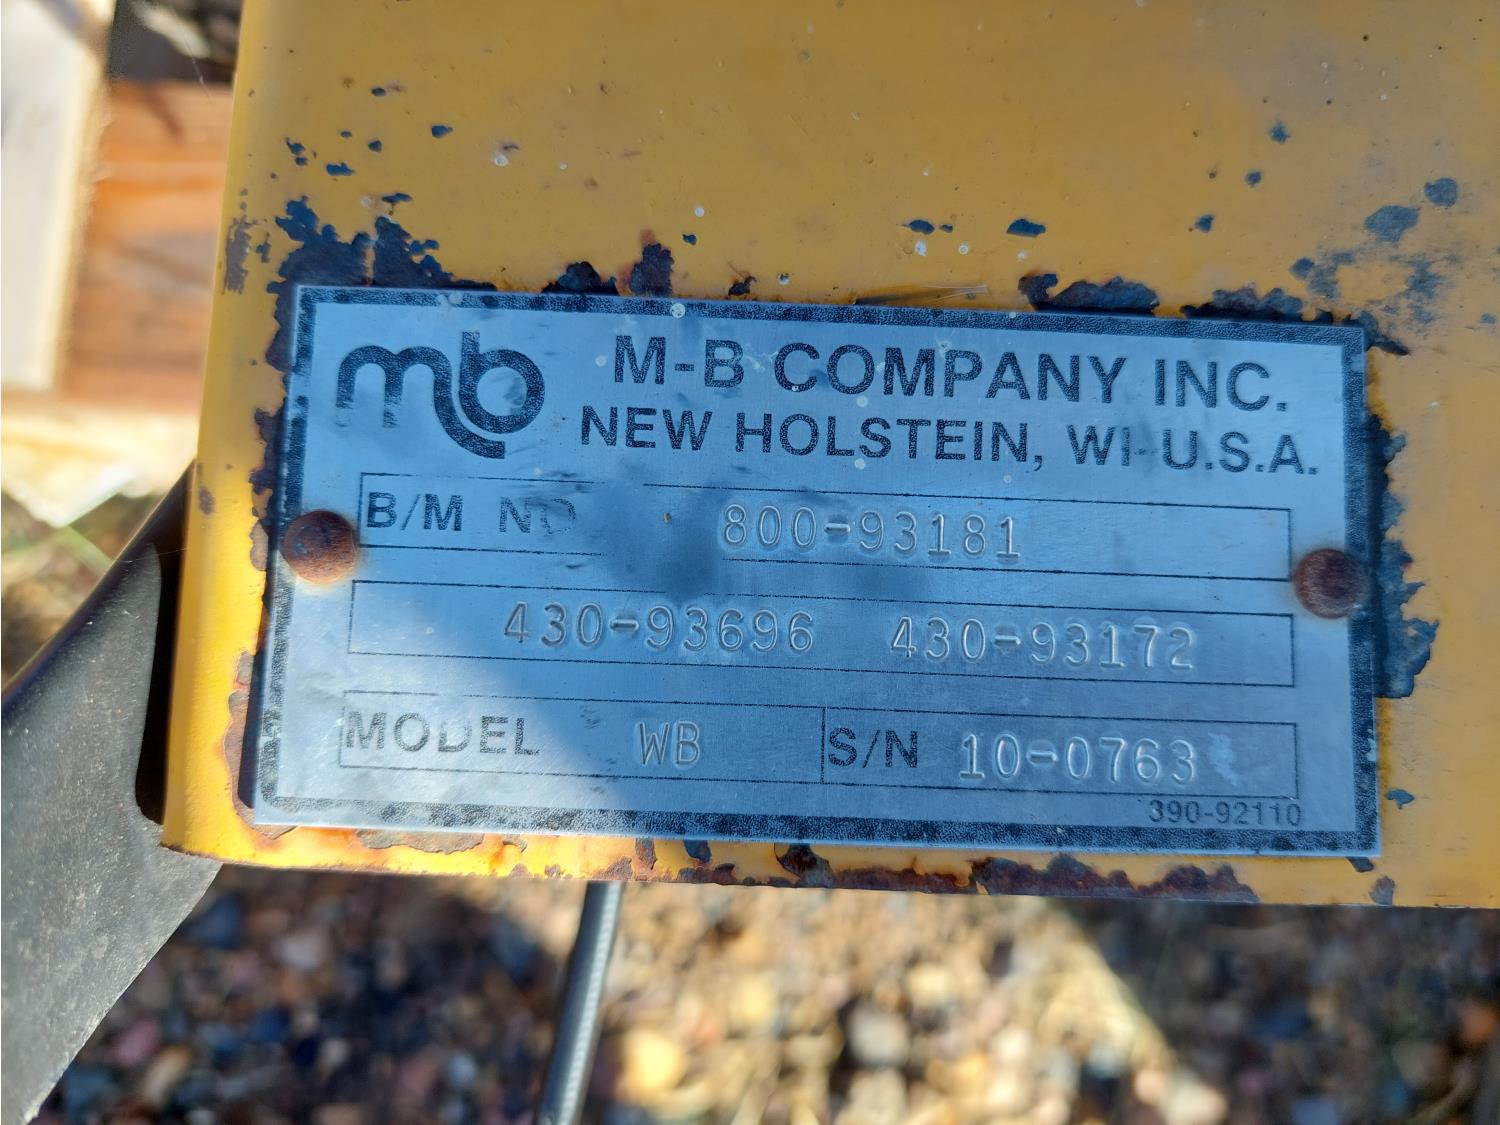 mb M-B COMPANY INC.
NEW HOLSTEIN, WI U.S.A.
B/M NO 800-93181
430-93696 430-93172
MODEL WB S/N 10-0763
390-92110